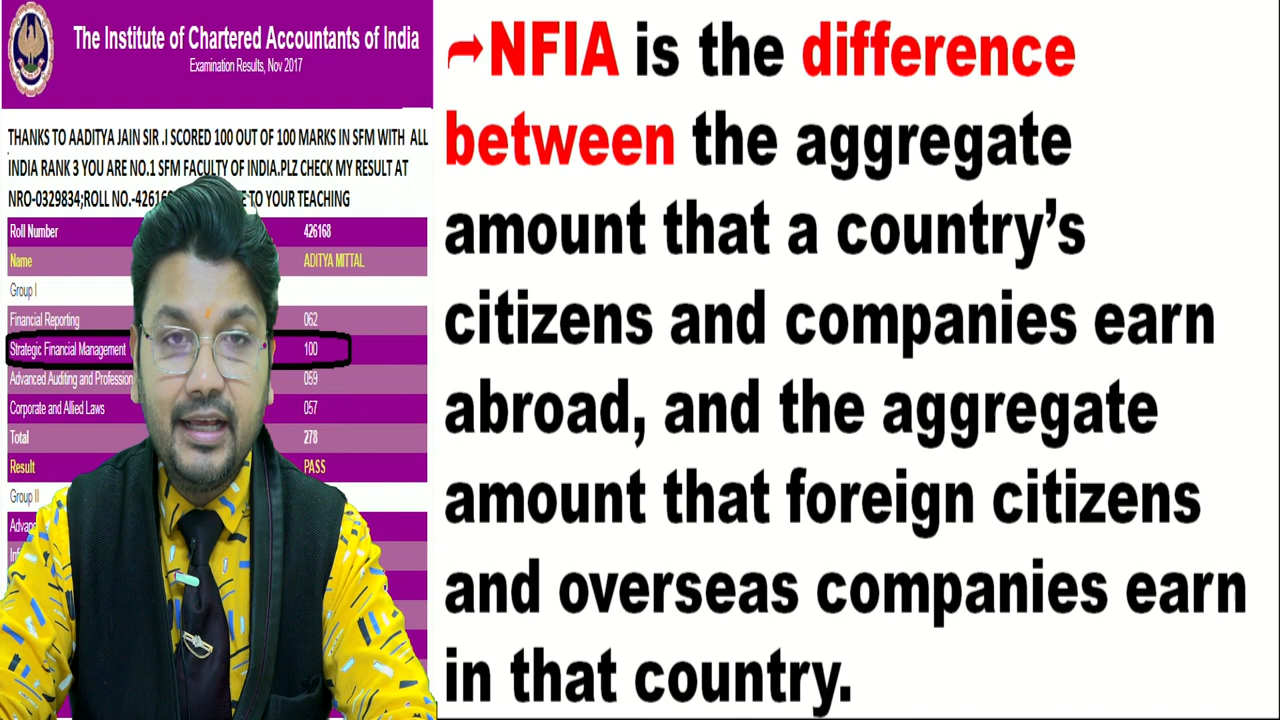 The Institute of Chartered Accountants of India
Examination Results, Nov 2017
THANKS TO AADITYA JAIN SIR .I SCORED 100 OUT OF 100 MARKS IN SFM WITH ALL
INDIA RANK 3 YOU ARE NO.1 SFM FACULTY OF INDIA.PLZ CHECK MY RESULT AT
NRO-0329834;ROLL NO.-42616 TO YOUR TEACHING
Roll Number 426168
Name ADITYA MITTAL
Group I
Financial Reporting 062
Strategic Financial Management 100
Advanced Auditing and Profession 059
Corporate and Allied Laws 057
Total 278
Result PASS
Group II
➦NFIA is the difference
between the aggregate
amount that a country's
citizens and companies earn
abroad, and the aggregate
amount that foreign citizens
and overseas companies earn
in that country.